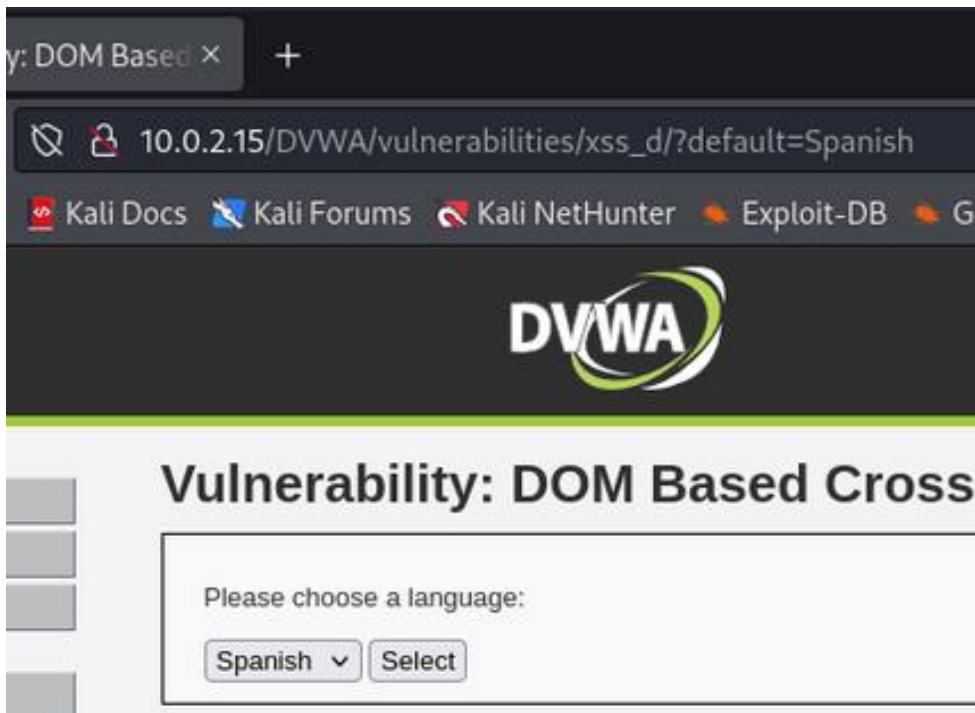 y: DOM Based
10.0.2.15/DVWA/vulnerabilities/xss_d/?default=Spanish
Kali Docs Kali Forums Kali NetHunter Exploit-DB G
DVWA
Vulnerability: DOM Based Cross
Please choose a language:
Spanish Select